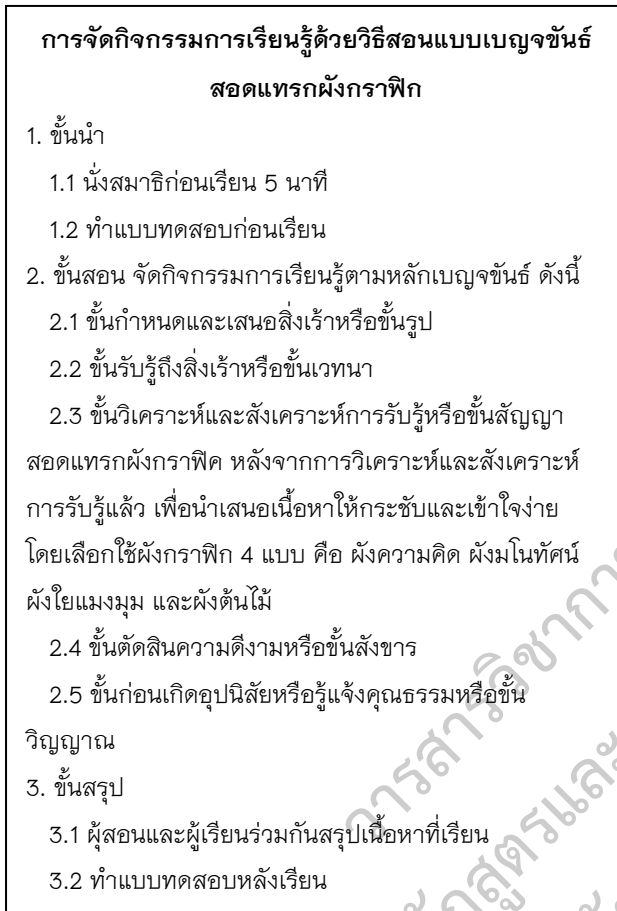 การจัดกิจกรรมการเรียนรู้ด้วยวิธีสอนแบบเบญจขันธ์
สอดแทรกผังกราฟิก
1. ขั้นนำ
1.1 นั่งสมาธิก่อนเรียน 5 นาที
1.2 ทำแบบทดสอบก่อนเรียน
2. ขั้นสอน จัดกิจกรรมการเรียนรู้ตามหลักเบญจขันธ์ ดังนี้
2.1 ขั้นกำหนดและเสนอสิ่งเร้าหรือขั้นรูป
2.2 ขั้นรับรู้ถึงสิ่งเร้าหรือขั้นเวทนา
2.3 ขั้นวิเคราะห์และสังเคราะห์การรับรู้หรือขั้นสัญญา
สอดแทรกผังกราฟิค หลังจากการวิเคราะห์และสังเคราะห์
การรับรู้แล้ว เพื่อนำเสนอเนื้อหาให้กระชับและเข้าใจง่าย
โดยเลือกใช้ผังกราฟิก 4 แบบ คือ ผังความคิด ผังมโนทัศน์
ผังใยแมงมุม และผังต้นไม้
2.4 ขั้นตัดสินความดีงามหรือขั้นสังขาร
2.5 ขั้นก่อนเกิดอุปนิสัยหรือรู้แจ้งคุณธรรมหรือขั้น
วิญญาณ
3. ขั้นสรุป
3.1 ผุ้สอนและผู้เรียนร่วมกันสรุปเนื้อหาที่เรียน
3.2 ทำแบบทดสอบหลังเรียน
การสารวิชาการ
ักสูตรและ